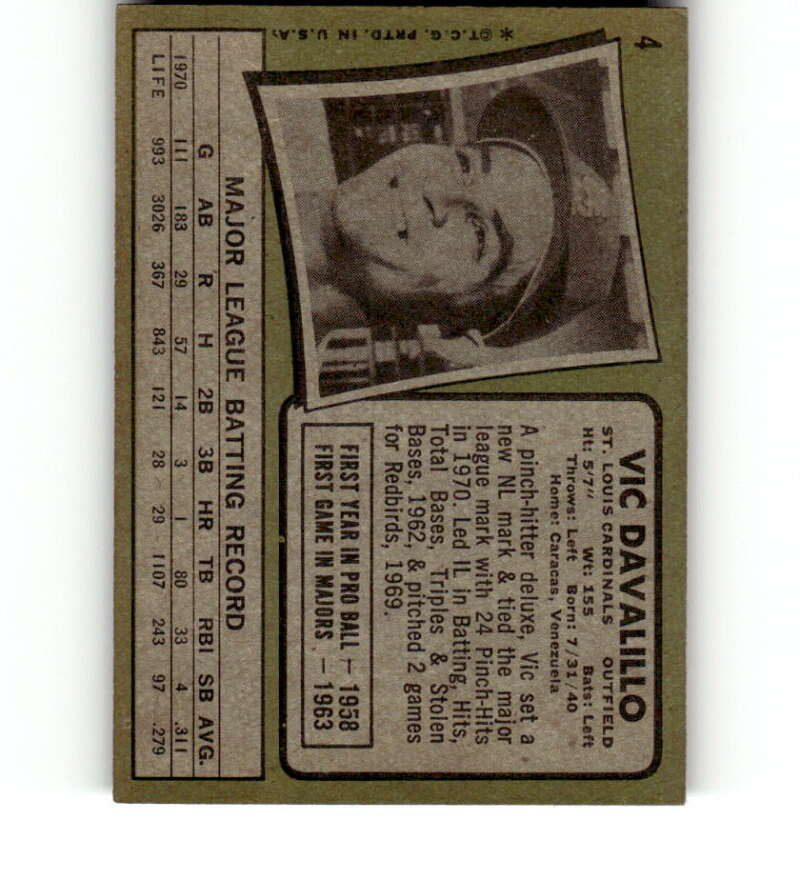 4
*©T.C.G. PRTD. IN U.S.A.
VIC DAVALILLO
ST. LOUIS CARDINALS OUTFIELD
Ht: 5'7" Wt: 155 Bats: Left
Throws: Left Born: 7/31/40
Home: Caracas, Venezuela
A pinch-hitter deluxe, Vic set a
new NL mark & tied the major
league mark with 24 Pinch-Hits
in 1970. Led IL in Batting, Hits,
Total Bases, Triples & Stolen
Bases, 1962, & pitched 2 games
for Redbirds, 1969.
FIRST YEAR IN PRO BALL — 1958
FIRST GAME IN MAJORS — 1963
MAJOR LEAGUE BATTING RECORD
G AB R H 2B 3B HR TB RBI SB AVG.
1970 111 183 29 57 14 3 1 80 33 4 .311
LIFE 993 3026 367 843 121 28 29 1107 243 97 .279